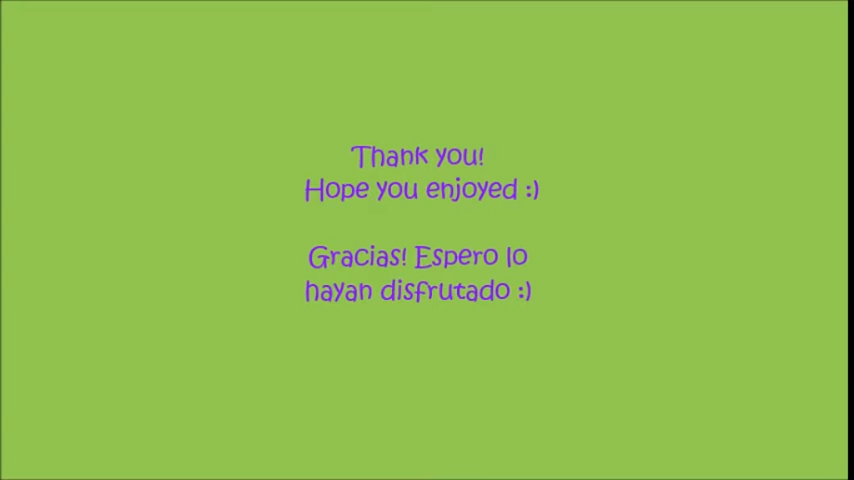 Thank you!
Hope you enjoyed :)
Gracias! Espero lo
hayan disfrutado :)